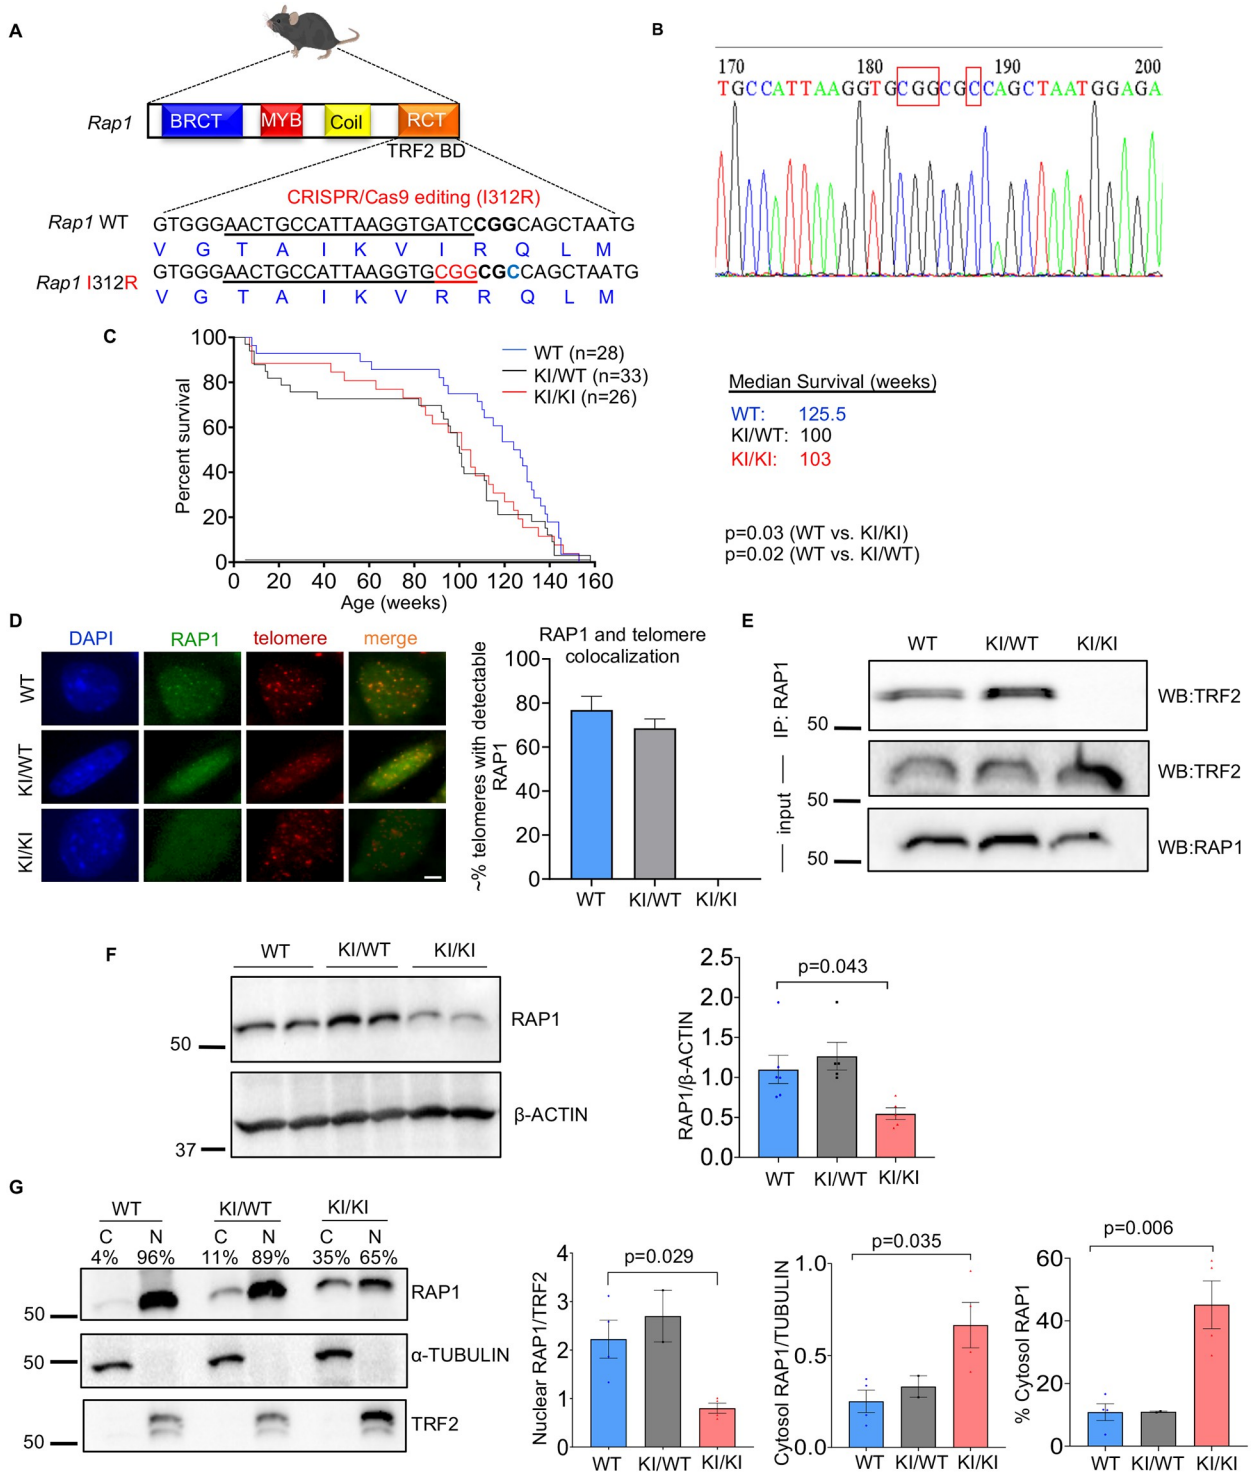 A
Rap1
BRCT
MYB
Coil
RCT
TRF2 BD
CRISPR/Cas9 editing (I312R)
Rap1 WT
GTGGGAACTGCCATTAAGGTGATCCGGCAGCTAATG
V G T A I K V I R Q L M
Rap1 I312R
GTGGGAACTGCCATTAAGGTGCGGCGCCAGCTAATG
V G T A I K V R R Q L M
B
170 180 190 200
TGCCATTAAGGTGCGGCGCCAGCTAATGGAGA
C
100
80
60
40
20
0
Percent survival
0 20 40 60 80 100 120 140 160
Age (weeks)
WT (n=28)
KI/WT (n=33)
KI/KI (n=26)
Median Survival (weeks)
WT: 125.5
KI/WT: 100
KI/KI: 103
p=0.03 (WT vs. KI/KI)
p=0.02 (WT vs. KI/WT)
D
DAPI RAP1 telomere merge
WT
KI/WT
KI/KI
RAP1 and telomere
colocalization
~% telomeres with detectable
RAP1
100
80
60
40
20
0
WT KI/WT KI/KI
E
WT KI/WT KI/KI
IP: RAP1
50
WB:TRF2
input
50
WB:TRF2
50
WB:RAP1
F
WT KI/WT KI/KI
50
RAP1
37
β-ACTIN
RAP1/β-ACTIN
2.5
2.0
1.5
1.0
0.5
0.0
p=0.043
WT KI/WT KI/KI
G
WT KI/WT KI/KI
C N C N C N
4% 96% 11% 89% 35% 65%
50
RAP1
50
α-TUBULIN
50
TRF2
Nuclear RAP1/TRF2
4
3
2
1
0
p=0.029
WT KI/WT KI/KI
Cytosol RAP1/TUBULIN
1.0
0.5
0.0
p=0.035
WT KI/WT KI/KI
% Cytosol RAP1
60
40
20
0
p=0.006
WT KI/WT KI/KI